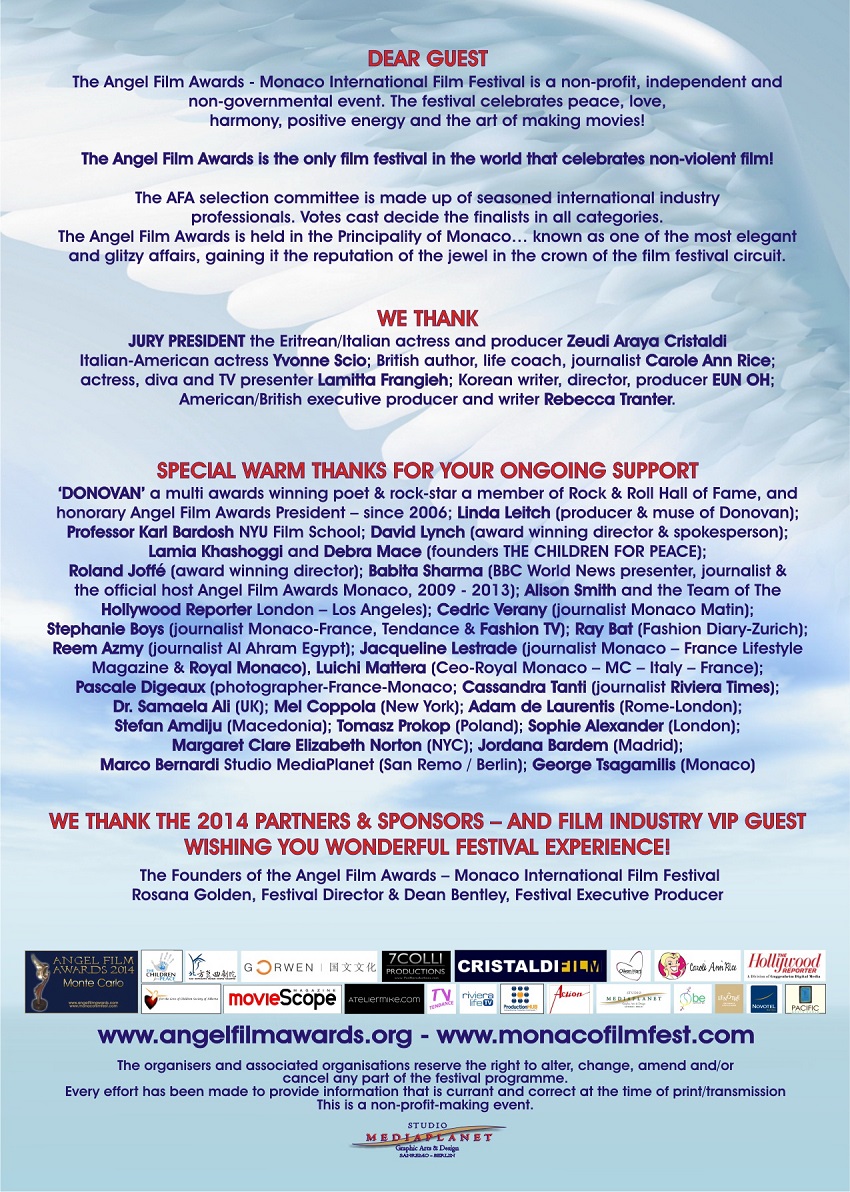 DEAR GUEST
The Angel Film Awards - Monaco International Film Festival is a non-profit, independent and
non-governmental event. The festival celebrates peace, love,
harmony, positive energy and the art of making movies!
The Angel Film Awards is the only film festival in the world that celebrates non-violent film!
The AFA selection committee is made up of seasoned international industry
professionals. Votes cast decide the finalists in all categories.
The Angel Film Awards is held in the Principality of Monaco... known as one of the most elegant
and glitzy affairs, gaining it the reputation of the jewel in the crown of the film festival circuit.
WE THANK
JURY PRESIDENT the Eritrean/Italian actress and producer Zeudi Araya Cristaldi
Italian-American actress Yvonne Scio; British author, life coach, journalist Carole Ann Rice;
actress, diva and TV presenter Lamitta Frangieh; Korean writer, director, producer EUN OH;
American/British executive producer and writer Rebecca Tranter.
SPECIAL WARM THANKS FOR YOUR ONGOING SUPPORT
‘DONOVAN’ a multi awards winning poet & rock-star a member of Rock & Roll Hall of Fame, and
honorary Angel Film Awards President – since 2006; Linda Leitch (producer & muse of Donovan);
Professor Karl Bardosh NYU Film School; David Lynch (award winning director & spokesperson);
Lamia Khashoggi and Debra Mace (founders THE CHILDREN FOR PEACE);
Roland Joffé (award winning director); Babita Sharma (BBC World News presenter, journalist &
the official host Angel Film Awards Monaco, 2009 - 2013); Alison Smith and the Team of The
Hollywood Reporter London – Los Angeles); Cedric Verany (journalist Monaco Matin);
Stephanie Boys (journalist Monaco-France, Tendance & Fashion TV); Ray Bat (Fashion Diary-Zurich);
Reem Azmy (journalist Al Ahram Egypt); Jacqueline Lestrade (journalist Monaco – France Lifestyle
Magazine & Royal Monaco), Luichi Mattera (Ceo-Royal Monaco – MC – Italy – France);
Pascale Digeaux (photographer-France-Monaco; Cassandra Tanti (journalist Riviera Times);
Dr. Samaela Ali (UK); Mel Coppola (New York); Adam de Laurentis (Rome-London);
Stefan Amdiju (Macedonia); Tomasz Prokop (Poland); Sophie Alexander (London);
Margaret Clare Elizabeth Norton (NYC); Jordana Bardem (Madrid);
Marco Bernardi Studio MediaPlanet (San Remo / Berlin); George Tsagamilis (Monaco)
WE THANK THE 2014 PARTNERS & SPONSORS – AND FILM INDUSTRY VIP GUEST
WISHING YOU WONDERFUL FESTIVAL EXPERIENCE!
The Founders of the Angel Film Awards – Monaco International Film Festival
Rosana Golden, Festival Director & Dean Bentley, Festival Executive Producer
ANGEL FILM
AWARDS 2014
Monte Carlo
THE CHILDREN for PEACE
GORWEN 国文文化
7COLLI
PRODUCTIONS
CRISTALDIFILM
Carole Ann Rice
THE Hollywood
REPORTER
movieScope
MAGAZINE
ATELIERMIKE.COM
TV
TENDANCE
riviera
life TV
ProductionHUB
Action
STUDIO
MEDIAPLANET
be
NOVOTEL
PACIFIC
www.angelfilmawards.org - www.monacofilmfest.com
The organisers and associated organisations reserve the right to alter, change, amend and/or
cancel any part of the festival programme.
Every effort has been made to provide information that is currant and correct at the time of print/transmission
This is a non-profit-making event.
STUDIO
MEDIAPLANET
Graphic Arts & Design
SANREMO - BERLIN